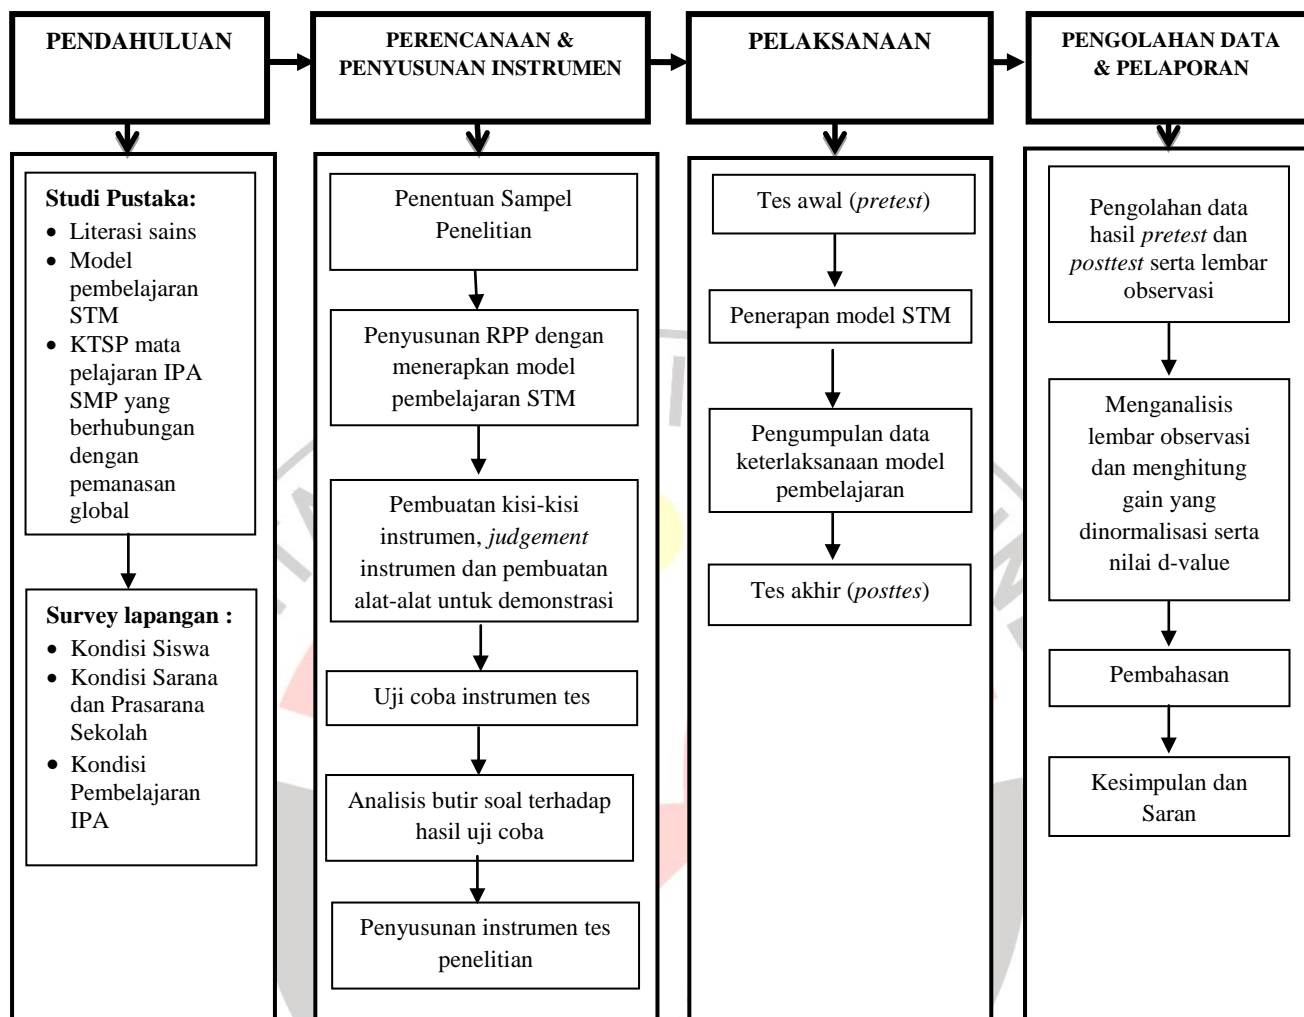 PENDAHULUAN
PERENCANAAN &
PENYUSUNAN INSTRUMEN
PELAKSANAAN
PENGOLAHAN DATA
& PELAPORAN
Studi Pustaka:
• Literasi sains
• Model
pembelajaran
STM
• KTSP mata
pelajaran IPA
SMP yang
berhubungan
dengan
pemanasan
global
Survey lapangan :
• Kondisi Siswa
• Kondisi Sarana
dan Prasarana
Sekolah
• Kondisi
Pembelajaran
IPA
Penentuan Sampel
Penelitian
Penyusunan RPP dengan
menerapkan model
pembelajaran STM
Pembuatan kisi-kisi
instrumen, judgement
instrumen dan pembuatan
alat-alat untuk demonstrasi
Uji coba instrumen tes
Analisis butir soal terhadap
hasil uji coba
Penyusunan instrumen tes
penelitian
Tes awal (pretest)
Penerapan model STM
Pengumpulan data
keterlaksanaan model
pembelajaran
Tes akhir (posttes)
Pengolahan data
hasil pretest dan
posttest serta lembar
observasi
Menganalisis
lembar observasi
dan menghitung
gain yang
dinormalisasi serta
nilai d-value
Pembahasan
Kesimpulan dan
Saran